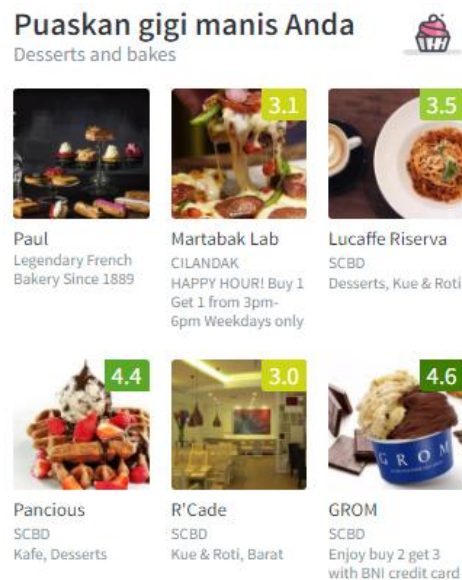 Puaskan gigi manis Anda
Desserts and bakes
3.1
3.5
Paul
Legendary French
Bakery Since 1889
Martabak Lab
CILANDAK
HAPPY HOUR! Buy 1
Get 1 from 3pm-
6pm Weekdays only
Lucaffe Riserva
SCBD
Desserts, Kue & Roti
4.4
3.0
4.6
GROM
Pancious
SCBD
Kafe, Desserts
R'Cade
SCBD
Kue & Roti, Barat
GROM
SCBD
Enjoy buy 2 get 3
with BNI credit card